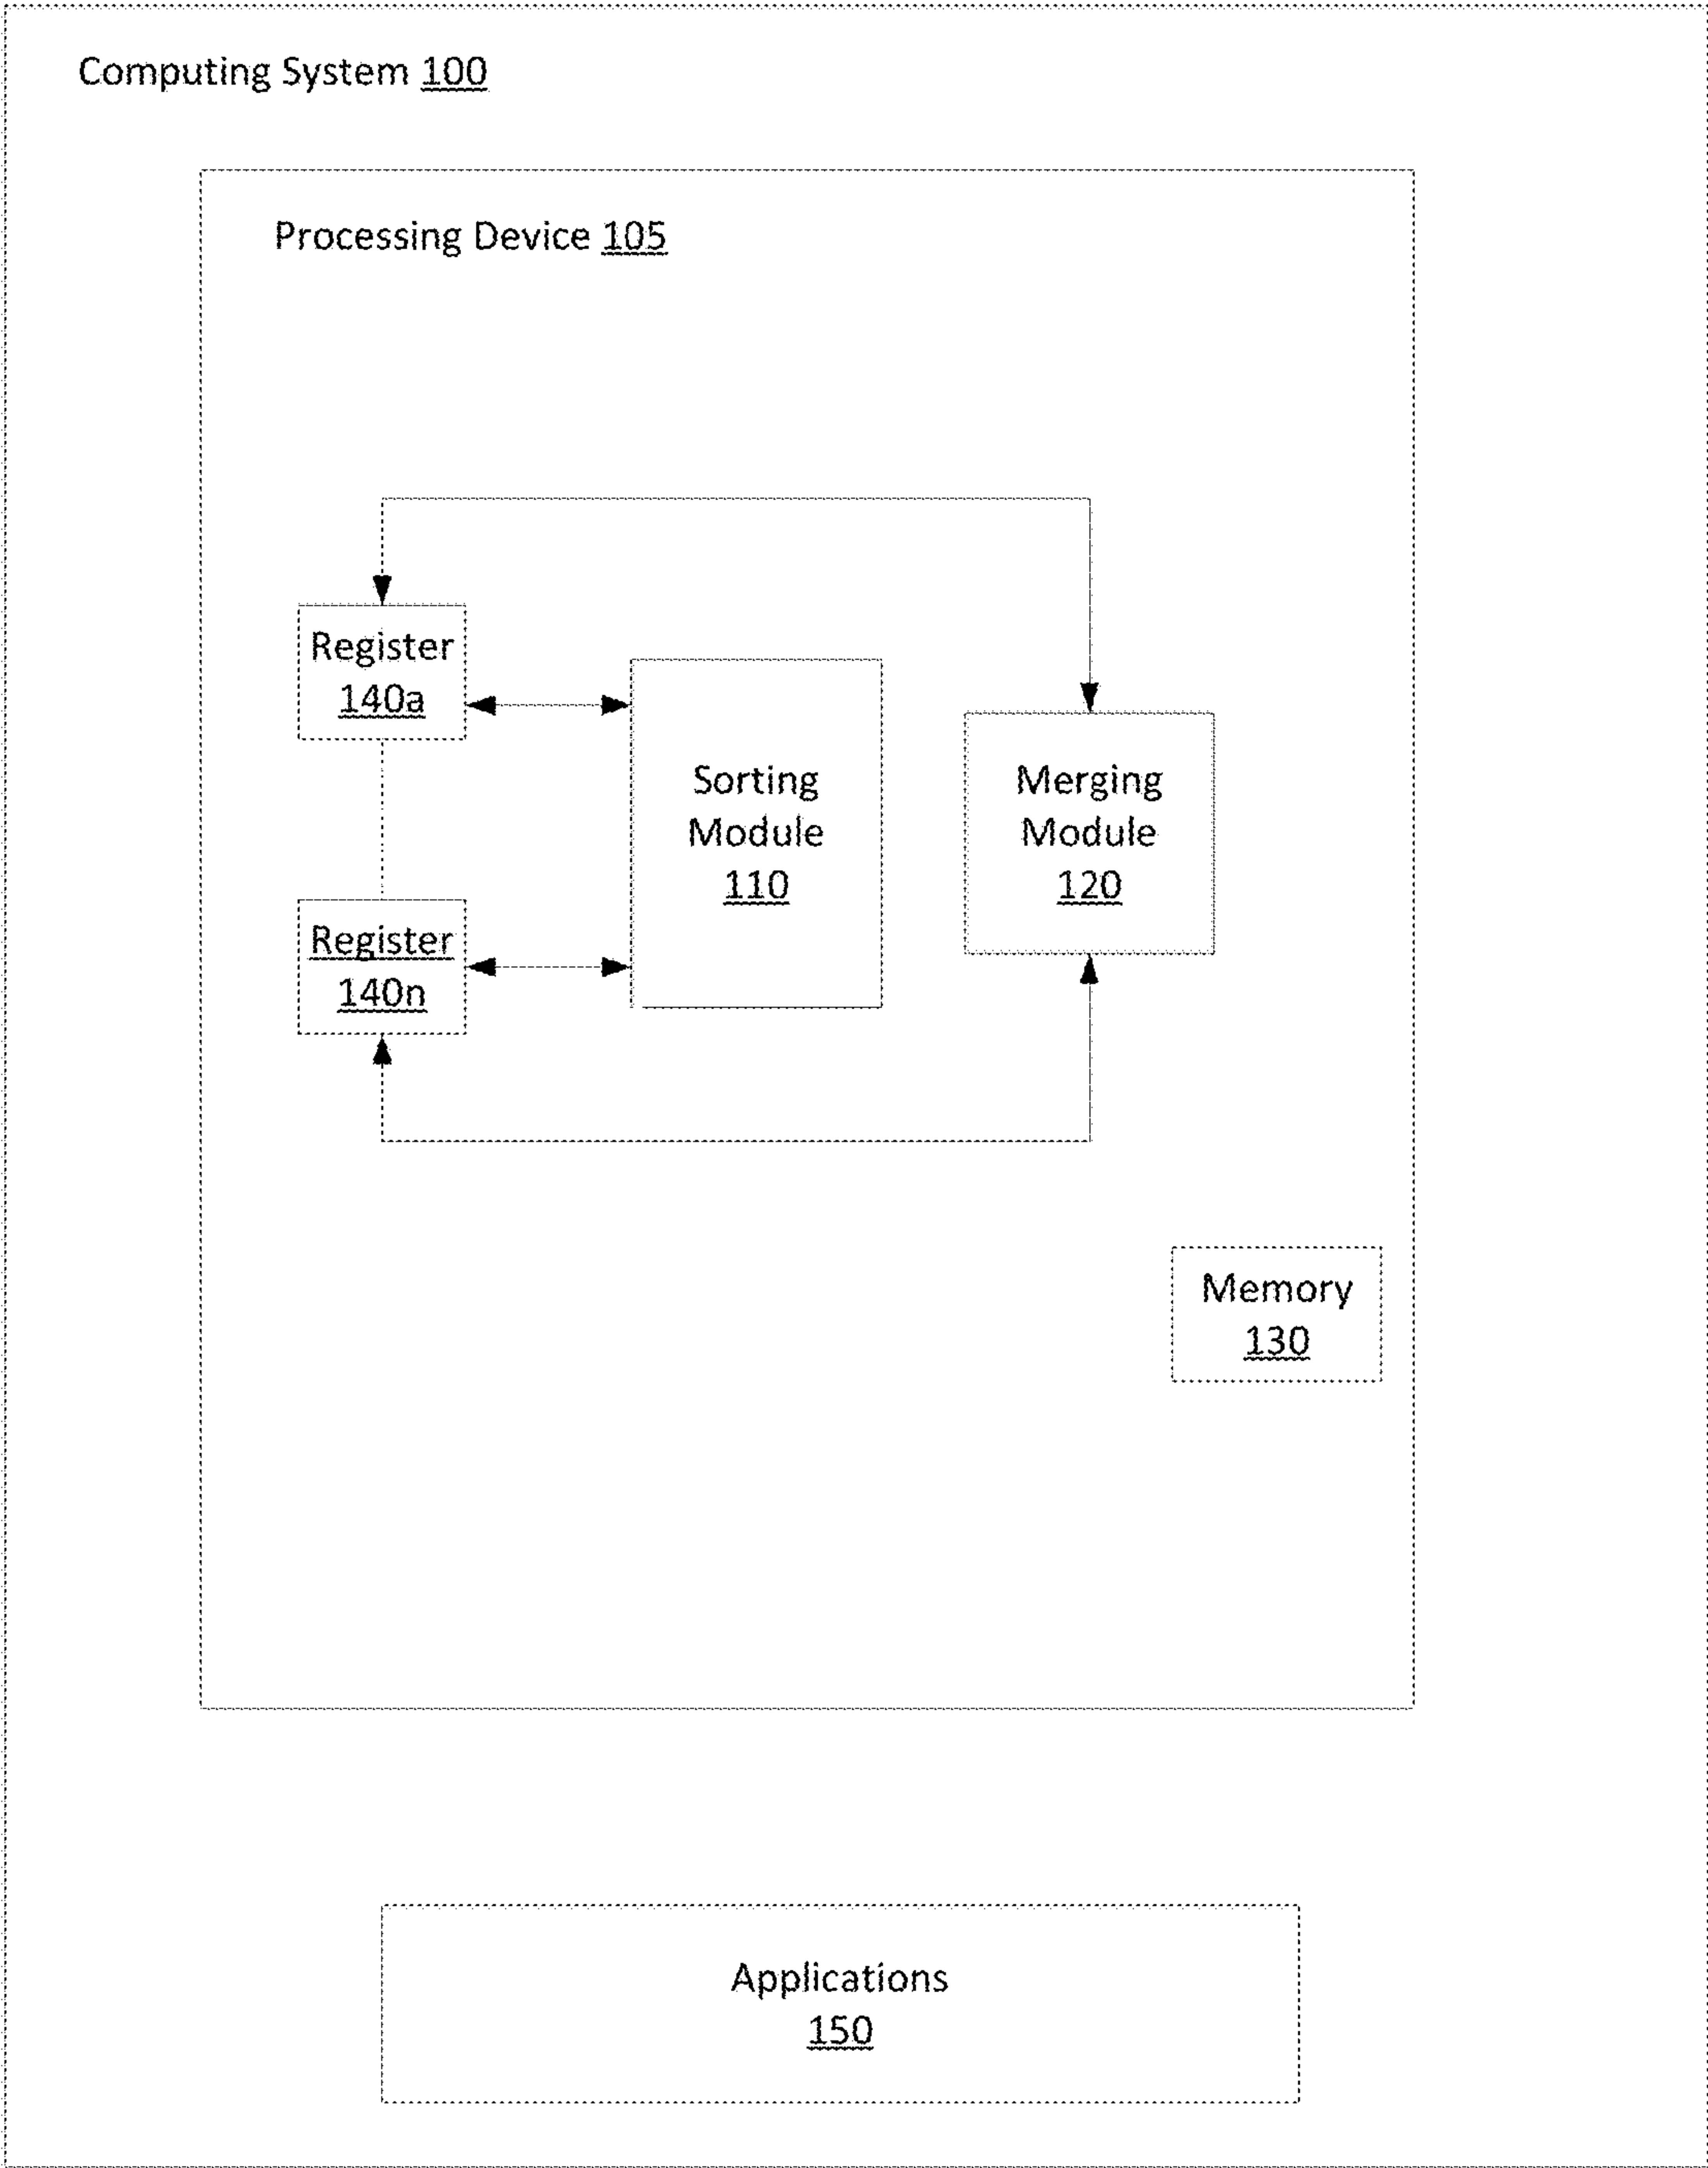 Computing System 100
Processing Device 105
Register
140a
Sorting
Module
110
Merging
Module
120
Register
140n
Memory
130
Applications
150